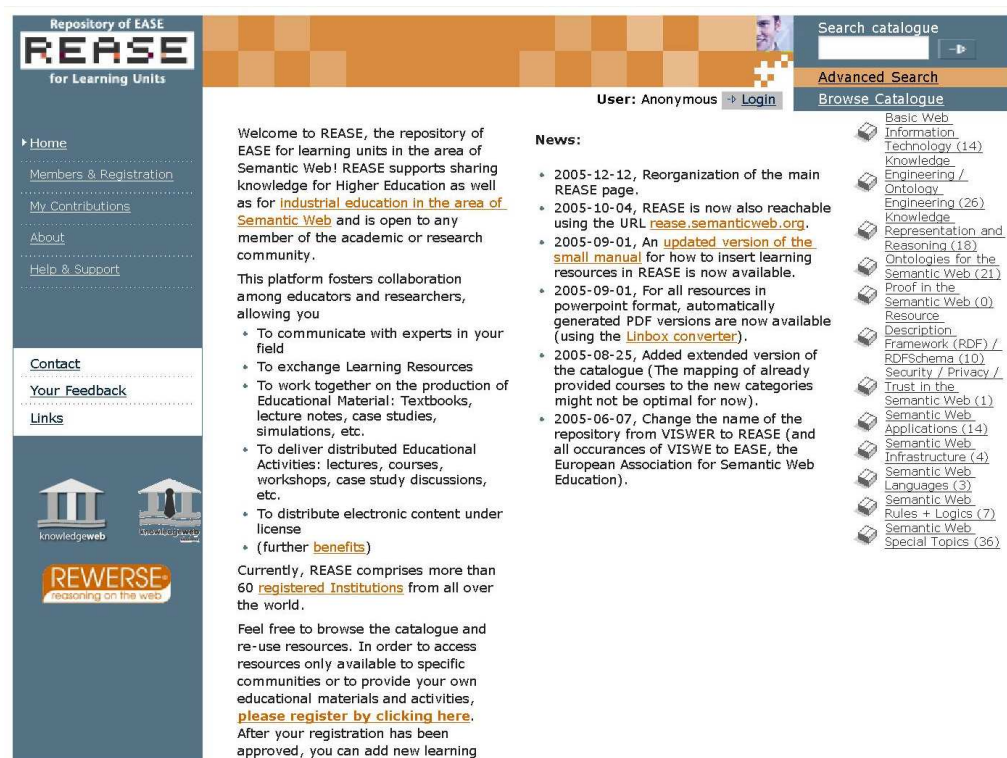 Repository of EASE
REASE
for Learning Units
Search catalogue
Advanced Search
User: Anonymous Login
Browse Catalogue
Home
Members & Registration
My Contributions
About
Help & Support
Contact
Your Feedback
Links
knowledgeweb
REWERSE
reasoning on the web
Welcome to REASE, the repository of
EASE for learning units in the area of
Semantic Web! REASE supports sharing
knowledge for Higher Education as well
as for industrial education in the area of
Semantic Web and is open to any
member of the academic or research
community.
This platform fosters collaboration
among educators and researchers,
allowing you
To communicate with experts in your
field
To exchange Learning Resources
To work together on the production of
Educational Material: Textbooks,
lecture notes, case studies,
simulations, etc.
To deliver distributed Educational
Activities: lectures, courses,
workshops, case study discussions,
etc.
To distribute electronic content under
license
(further benefits)
Currently, REASE comprises more than
60 registered Institutions from all over
the world.
Feel free to browse the catalogue and
re-use resources. In order to access
resources only available to specific
communities or to provide your own
educational materials and activities,
please register by clicking here.
After your registration has been
approved, you can add new learning
News:
2005-12-12, Reorganization of the main
REASE page.
2005-10-04, REASE is now also reachable
using the URL rease.semanticweb.org.
2005-09-01, An updated version of the
small manual for how to insert learning
resources in REASE is now available.
2005-09-01, For all resources in
powerpoint format, automatically
generated PDF versions are now available
(using the Linbox converter).
2005-08-25, Added extended version of
the catalogue (The mapping of already
provided courses to the new categories
might not be optimal for now).
2005-06-07, Change the name of the
repository from VISWER to REASE (and
all occurances of VISWE to EASE, the
European Association for Semantic Web
Education).
Basic Web
Information
Technology (14)
Knowledge
Engineering /
Ontology
Engineering (26)
Knowledge
Representation and
Reasoning (18)
Ontologies for the
Semantic Web (21)
Proof in the
Semantic Web (0)
Resource
Description
Framework (RDF) /
RDFSchema (10)
Security / Privacy /
Trust in the
Semantic Web (1)
Semantic Web
Applications (14)
Semantic Web
Infrastructure (4)
Semantic Web
Languages (3)
Semantic Web
Rules + Logics (7)
Semantic Web
Special Topics (36)